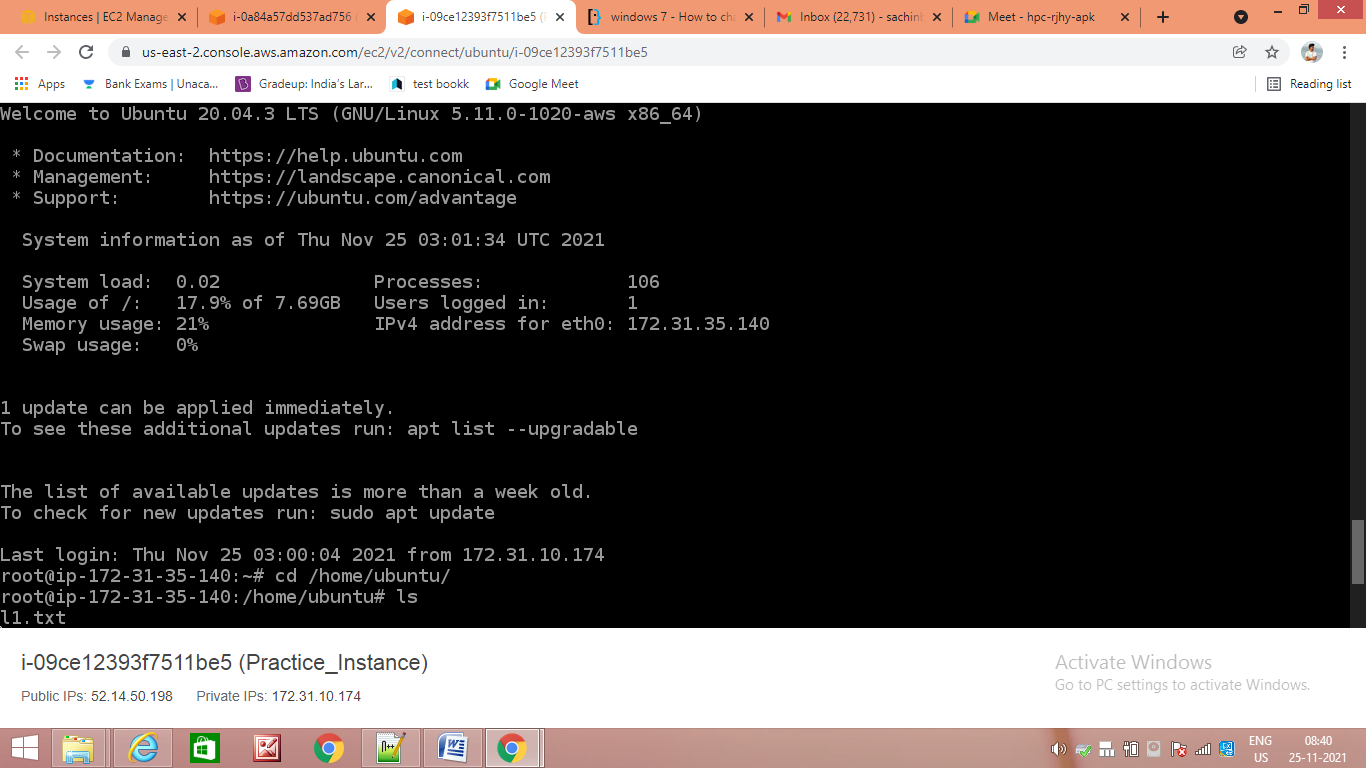 Instances | EC2 Manage
i-0a84a57dd537ad756 (
i-09ce12393f7511be5 (
windows 7 - How to cha
Inbox (22,731) - sachinb
Meet - hpc-rjhy-apk
us-east-2.console.aws.amazon.com/ec2/v2/connect/ubuntu/i-09ce12393f7511be5
Apps
Bank Exams | Unaca...
Gradeup: India's Lar...
test bookk
Google Meet
Reading list
Welcome to Ubuntu 20.04.3 LTS (GNU/Linux 5.11.0-1020-aws x86_64)
* Documentation: https://help.ubuntu.com
* Management: https://landscape.canonical.com
* Support: https://ubuntu.com/advantage
System information as of Thu Nov 25 03:01:34 UTC 2021
System load: 0.02 Processes: 106
Usage of /: 17.9% of 7.69GB Users logged in: 1
Memory usage: 21% IPv4 address for eth0: 172.31.35.140
Swap usage: 0%
1 update can be applied immediately.
To see these additional updates run: apt list --upgradable
The list of available updates is more than a week old.
To check for new updates run: sudo apt update
Last login: Thu Nov 25 03:00:04 2021 from 172.31.10.174
root@ip-172-31-35-140:~# cd /home/ubuntu/
root@ip-172-31-35-140:/home/ubuntu# ls
l1.txt
i-09ce12393f7511be5 (Practice_Instance)
Public IPs: 52.14.50.198 Private IPs: 172.31.10.174
Activate Windows
Go to PC settings to activate Windows.
ENG
US
08:40
25-11-2021